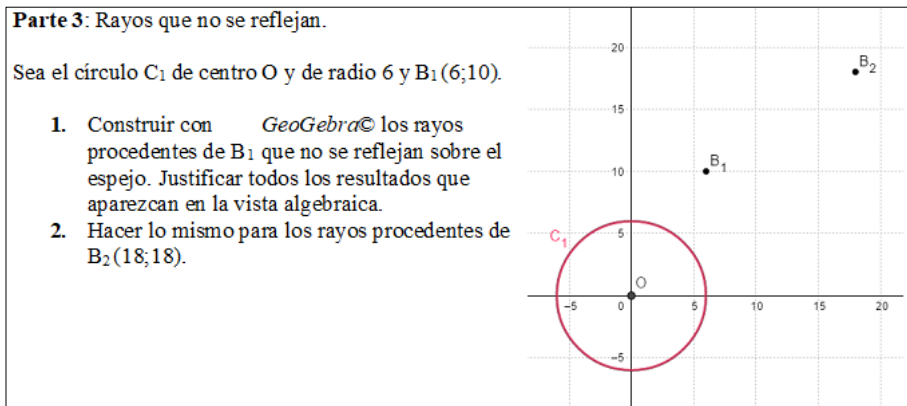 Parte 3: Rayos que no se reflejan.
Sea el círculo C₁ de centro O y de radio 6 y B₁(6;10).
1. Construir con GeoGebra© los rayos
procedentes de B₁ que no se reflejan sobre el
espejo. Justificar todos los resultados que
aparezcan en la vista algebraica.
2. Hacer lo mismo para los rayos procedentes de
B₂(18;18).
20
B₂
15
B₁
10
C₁
5
O
-5
0
5
10
15
20
-5